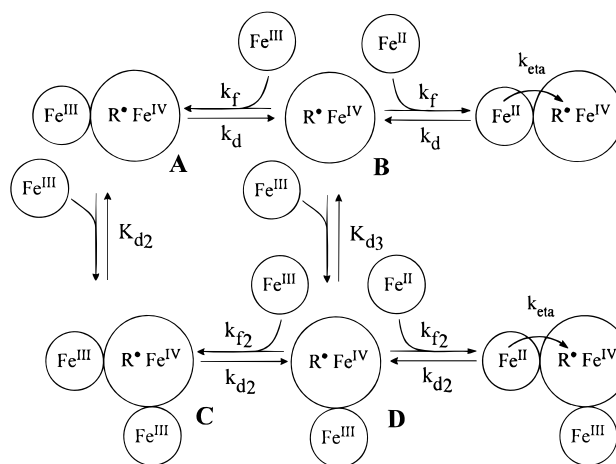 Fe^III Fe^II
k_eta
Fe^III R• Fe^IV k_f R• Fe^IV k_f Fe^II R• Fe^IV
k_d k_d
A B
Fe^III Fe^III
K_d2 K_d3
Fe^III Fe^II
k_eta
Fe^III R• Fe^IV k_f2 R• Fe^IV k_f2 Fe^II R• Fe^IV
k_d2 k_d2
C D
Fe^III Fe^III Fe^III